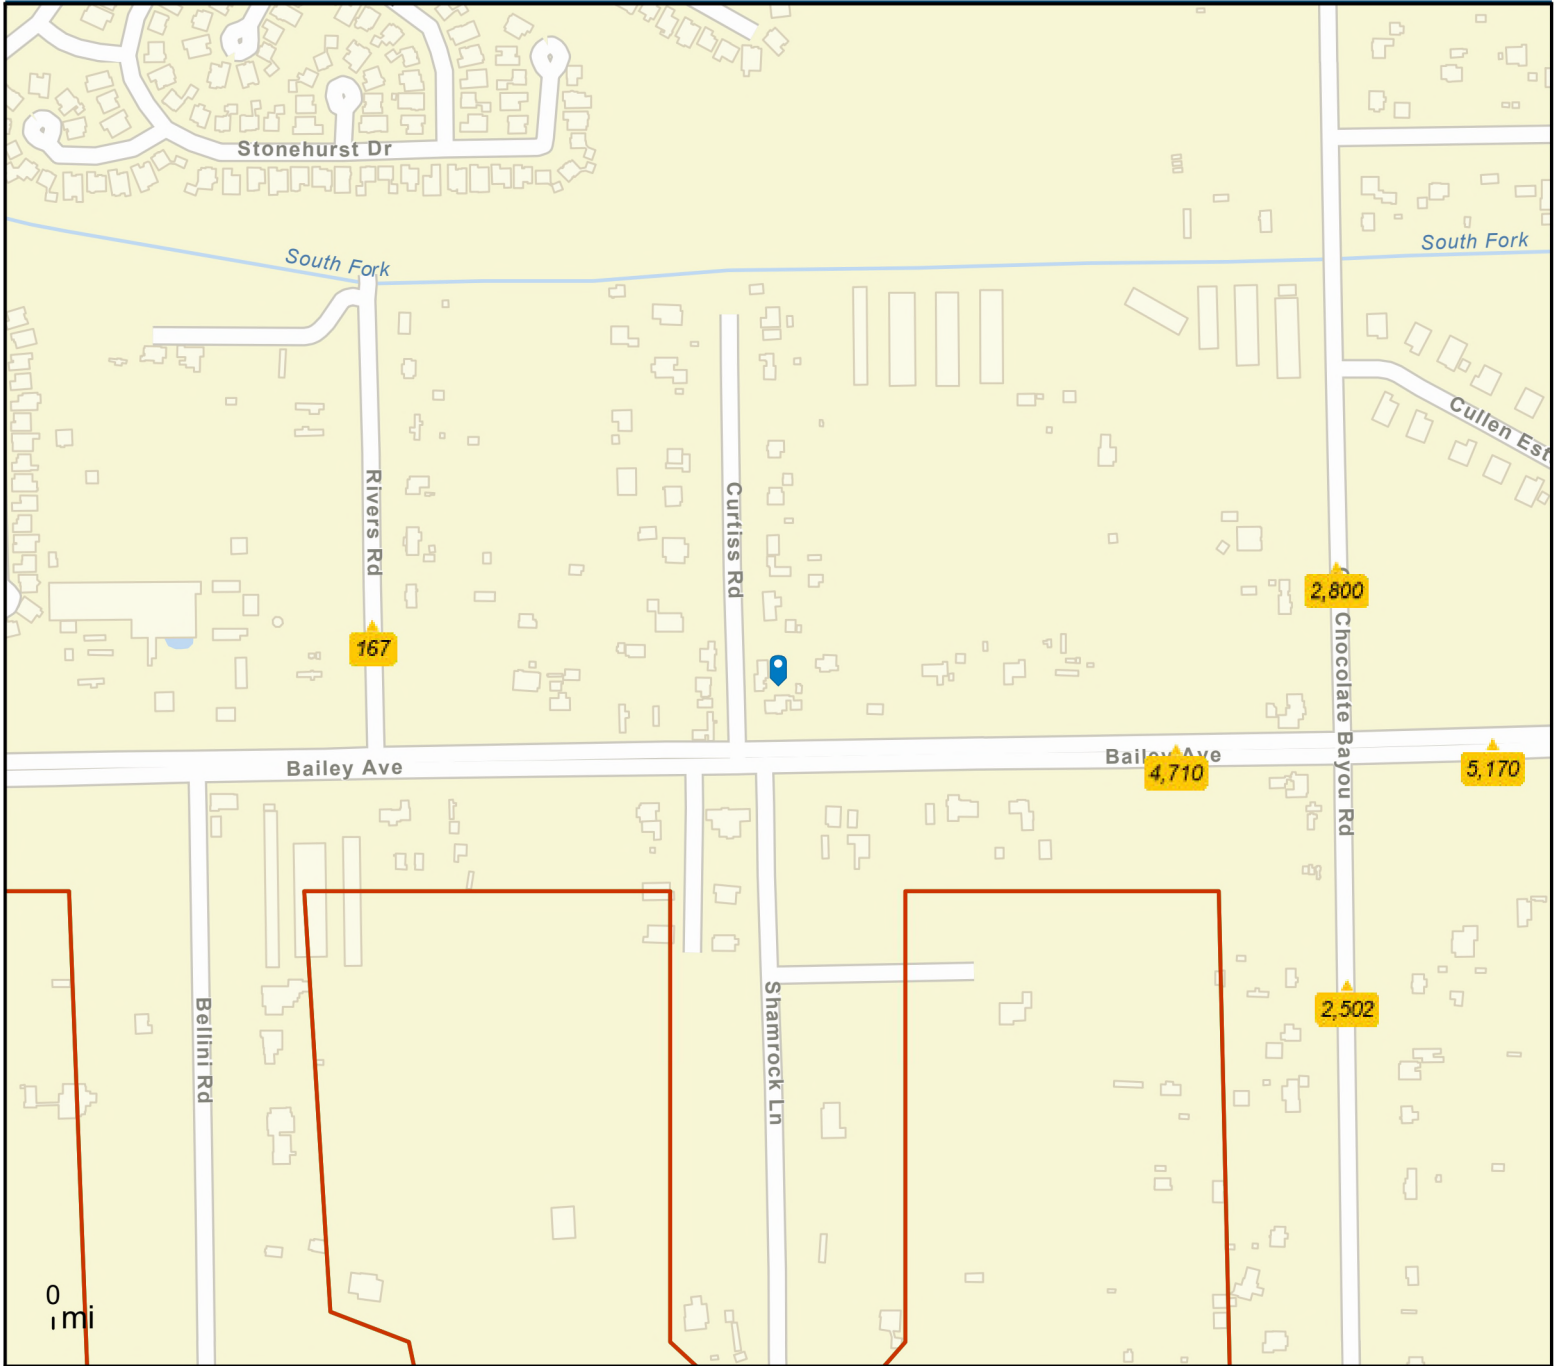 Stonehurst Dr
South Fork
South Fork
Cullen Est
Rivers Rd
Curtiss Rd
2,800
167
Chocolate Bayou Rd
Bailey Ave
Bailey Ave
4,710
5,170
Bellini Rd
Shamrock Ln
2,502
0
mi